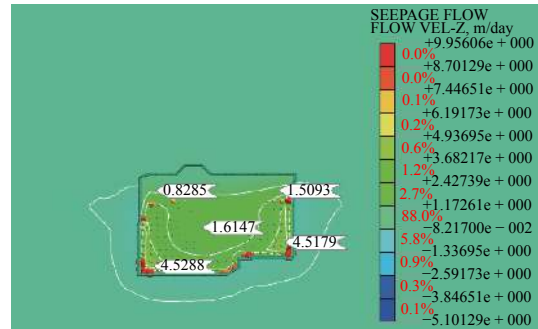 SEEPAGE FLOW
FLOW VEL-Z, m/day
+9.95606e + 000
0.0%
+8.70129e + 000
0.0%
+7.44651e + 000
0.1%
+6.19173e + 000
0.2%
+4.93695e + 000
0.6%
+3.68217e + 000
1.2%
+2.42739e + 000
2.7%
+1.17261e + 000
88.0%
−8.21700e − 002
5.8%
−1.33695e + 000
0.9%
−2.59173e + 000
0.3%
−3.84651e + 000
0.1%
−5.10129e + 000
0.8285
1.5093
1.6147
4.5179
4.5288